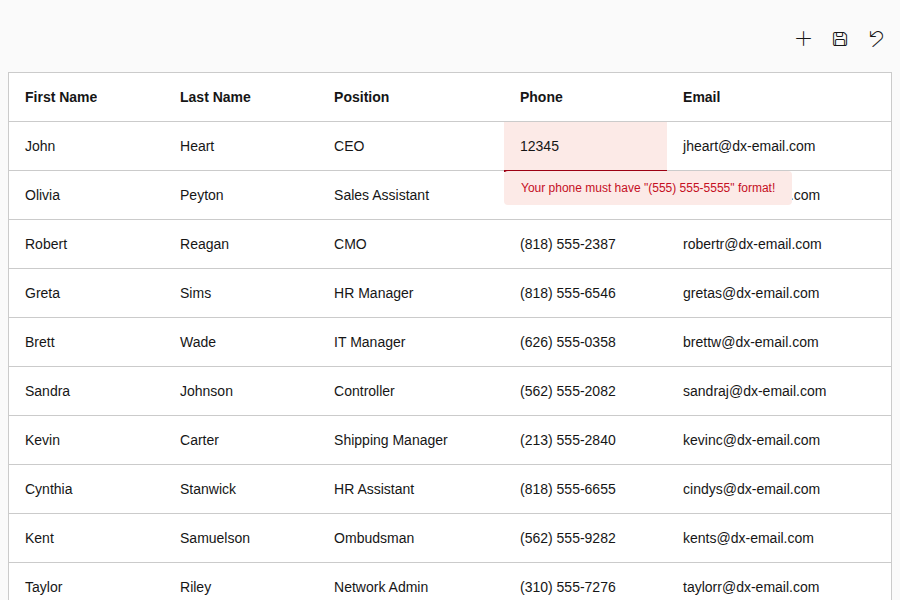 First Name Last Name Position Phone Email
John Heart CEO 12345 jheart@dx-email.com
Olivia Peyton Sales Assistant Your phone must have "(555) 555-5555" format! .com
Robert Reagan CMO (818) 555-2387 robertr@dx-email.com
Greta Sims HR Manager (818) 555-6546 gretas@dx-email.com
Brett Wade IT Manager (626) 555-0358 brettw@dx-email.com
Sandra Johnson Controller (562) 555-2082 sandraj@dx-email.com
Kevin Carter Shipping Manager (213) 555-2840 kevinc@dx-email.com
Cynthia Stanwick HR Assistant (818) 555-6655 cindys@dx-email.com
Kent Samuelson Ombudsman (562) 555-9282 kents@dx-email.com
Taylor Riley Network Admin (310) 555-7276 taylorr@dx-email.com